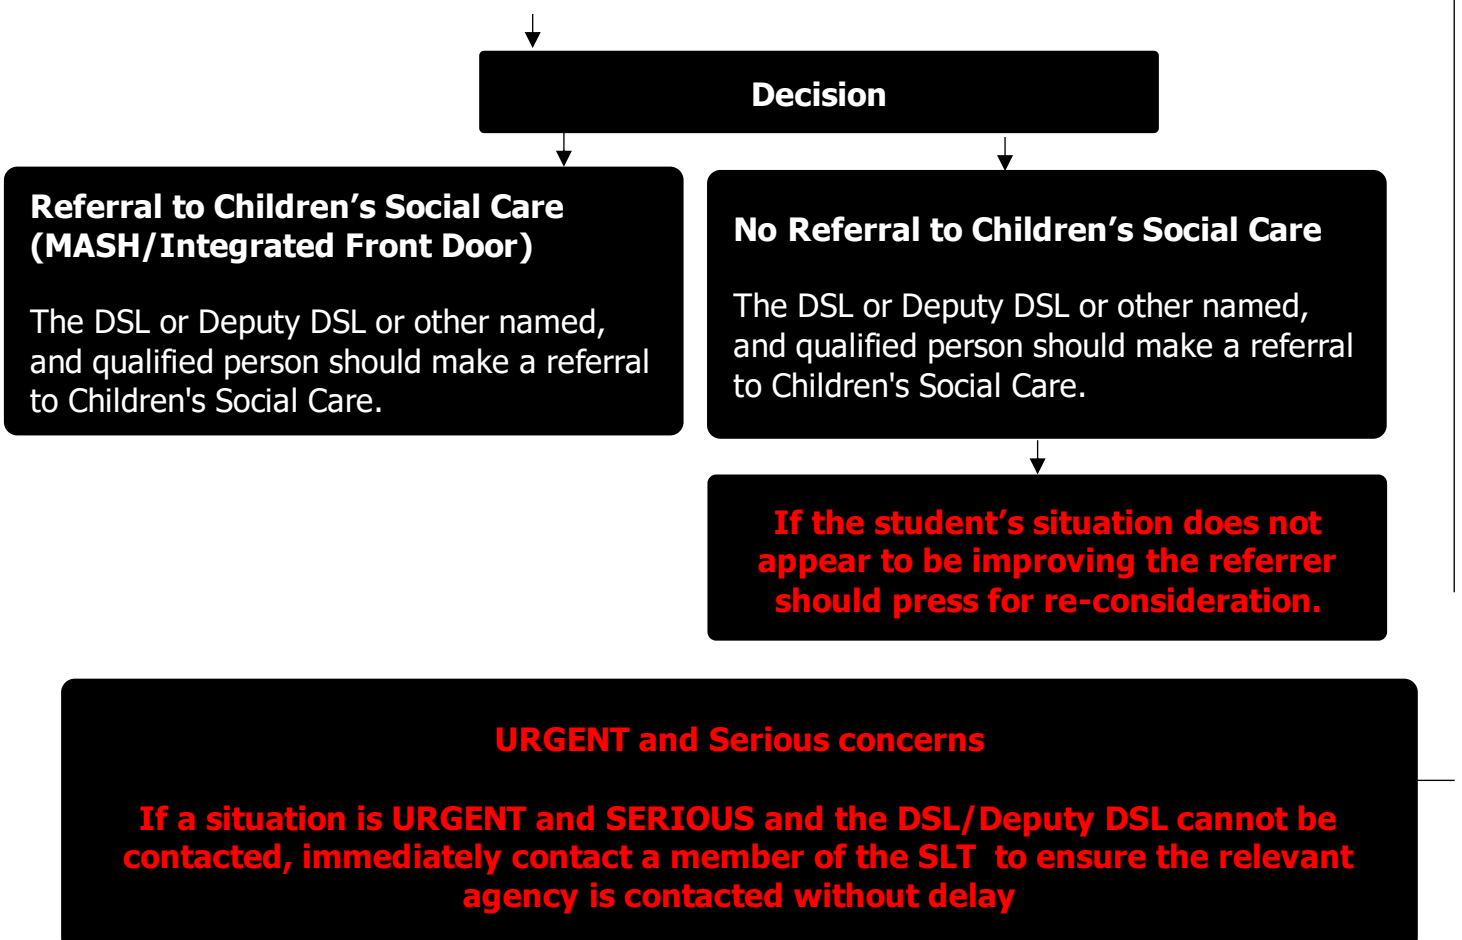 Decision
Referral to Children’s Social Care
(MASH/Integrated Front Door)
The DSL or Deputy DSL or other named,
and qualified person should make a referral
to Children's Social Care.
No Referral to Children’s Social Care
The DSL or Deputy DSL or other named,
and qualified person should make a referral
to Children's Social Care.
If the student’s situation does not
appear to be improving the referrer
should press for re-consideration.
URGENT and Serious concerns
If a situation is URGENT and SERIOUS and the DSL/Deputy DSL cannot be
contacted, immediately contact a member of the SLT  to ensure the relevant
agency is contacted without delay